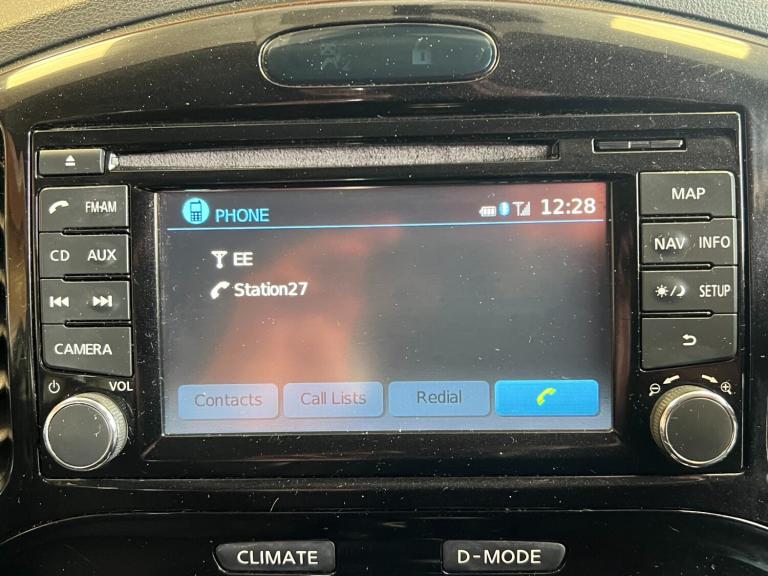 PHONE 12:28
EE
Station27
Contacts Call Lists Redial
FM·AM
CD AUX
CAMERA
VOL
MAP
NAV INFO
SETUP
CLIMATE D-MODE